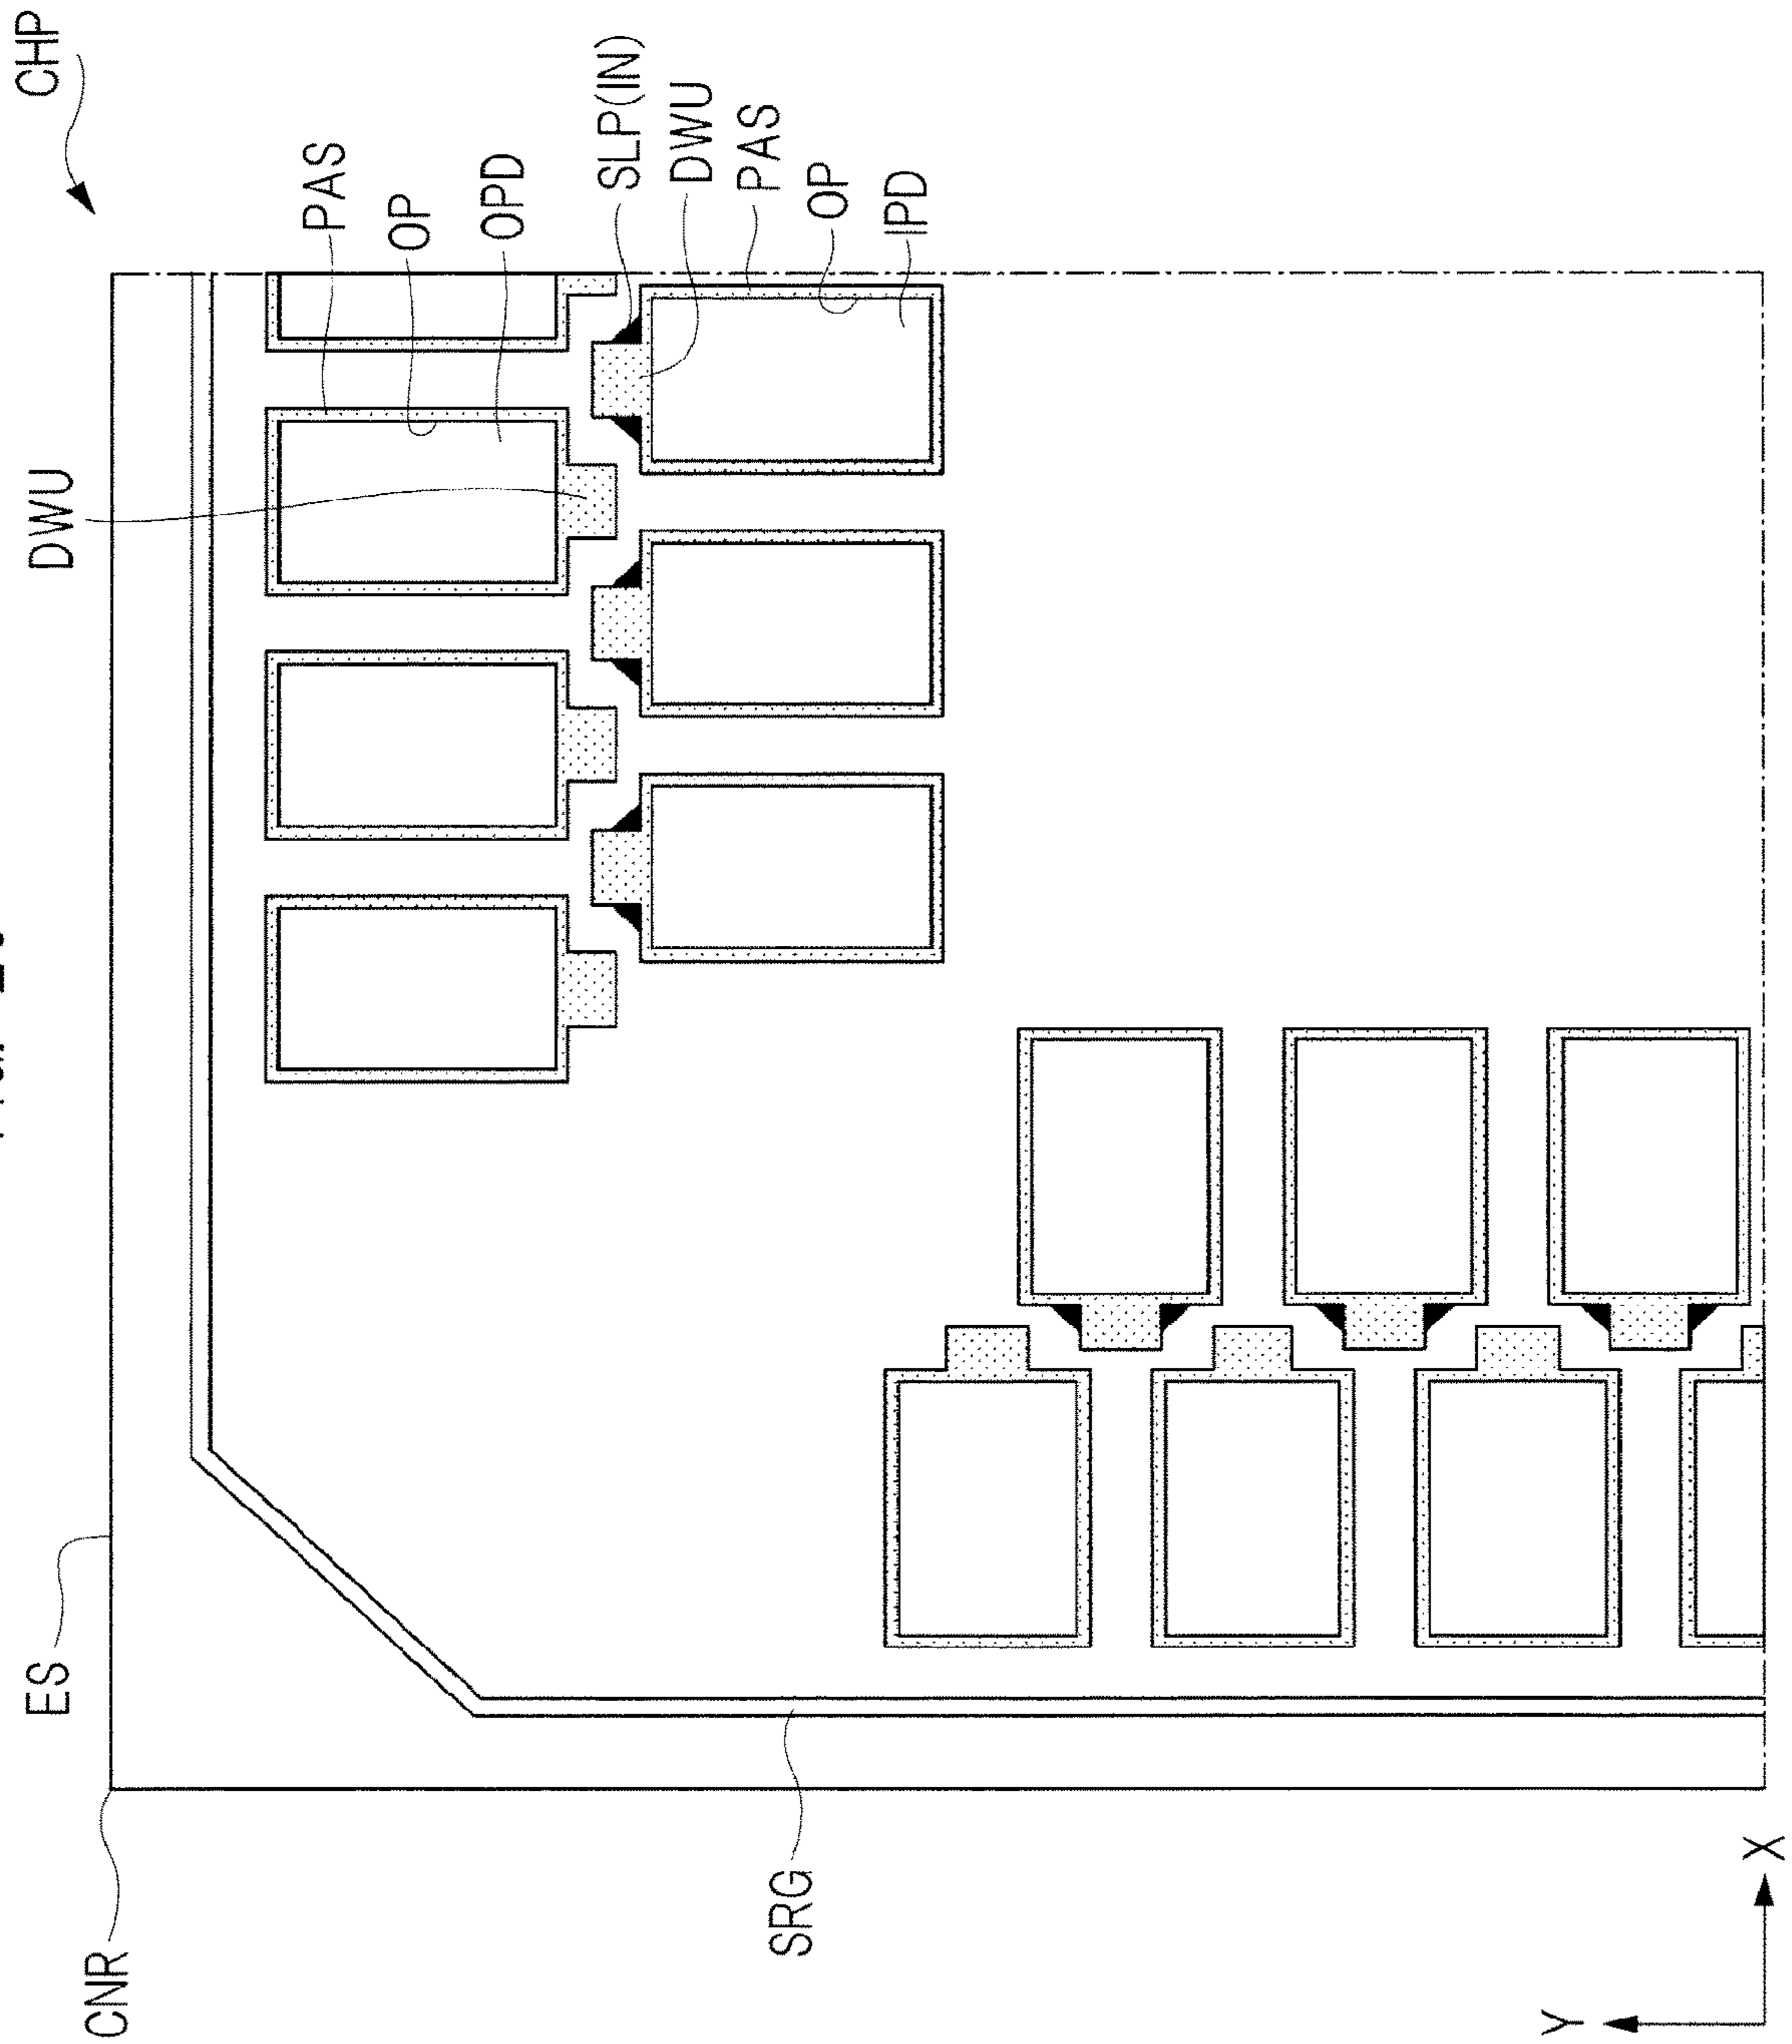 CHP
PAS
OP
OPD
SLP(IN)
DWU
PAS
OP
IPD
DWU
ES
SRG
CNR
X
Y